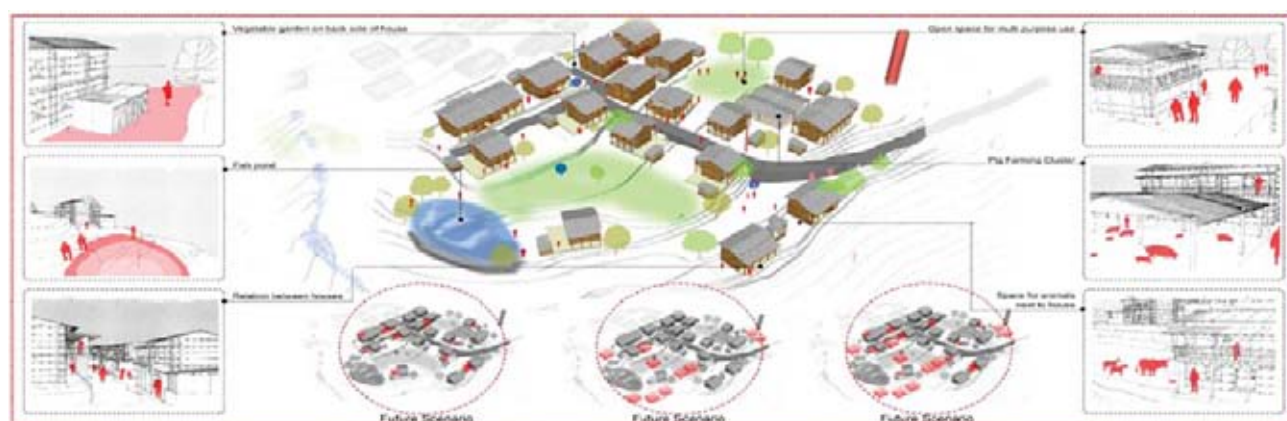 Vegetable garden on back side of house
Open space for multi purpose use
Fish pond
Pig Farming Cluster
Relation between houses
Space for animals
next to house
Future Scenario
Future Scenario
Future Scenario